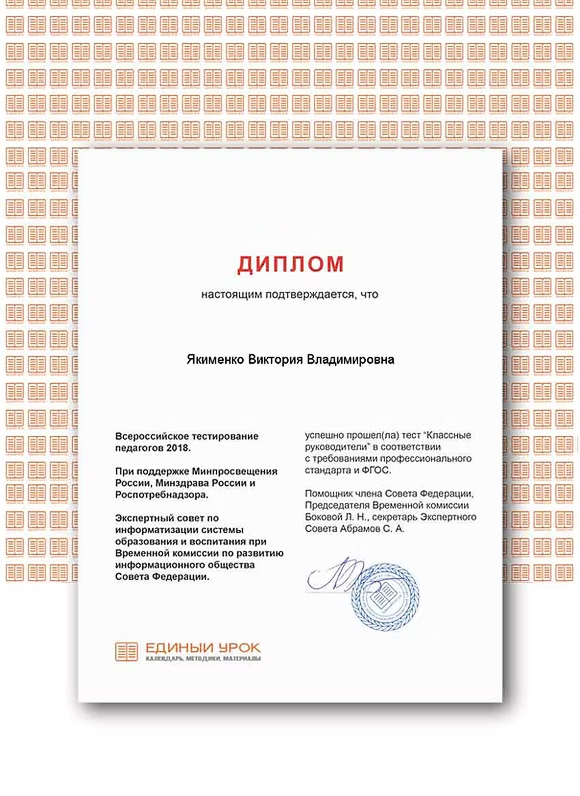 ДИПЛОМ
настоящим подтверждается, что
Якименко Виктория Владимировна
Всероссийское тестирование
педагогов 2018.
При поддержке Минпросвещения
России, Минздрава России и
Роспотребнадзора.
Экспертный совет по
информатизации системы
образования и воспитания при
Временной комиссии по развитию
информационного общества
Совета Федерации.
успешно прошел(ла) тест “Классные
руководители” в соответствии
с требованиями профессионального
стандарта и ФГОС.
Помощник члена Совета Федерации,
Председателя Временной комиссии
Боковой Л. Н., секретарь Экспертного
Совета Абрамов С. А.
ЕДИНЫЙ УРОК
КАЛЕНДАРЬ, МЕТОДИКИ, МАТЕРИАЛЫ